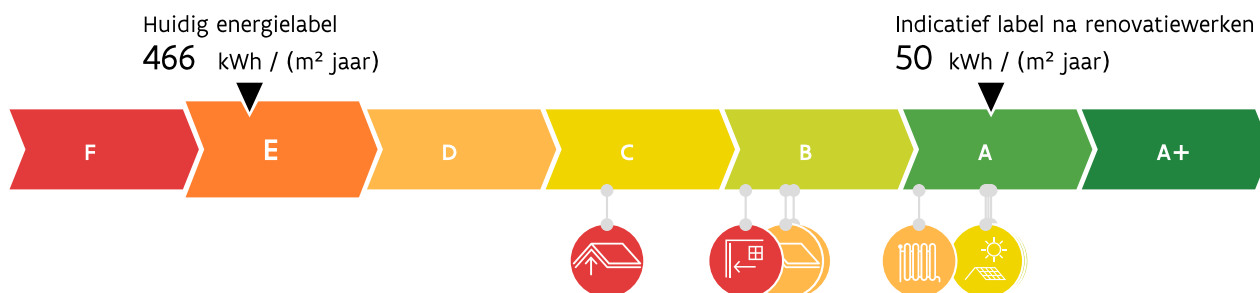 Huidig energielabel
466 kWh / (m² jaar)
Indicatief label na renovatiewerken
50 kWh / (m² jaar)
F E D C B A A+